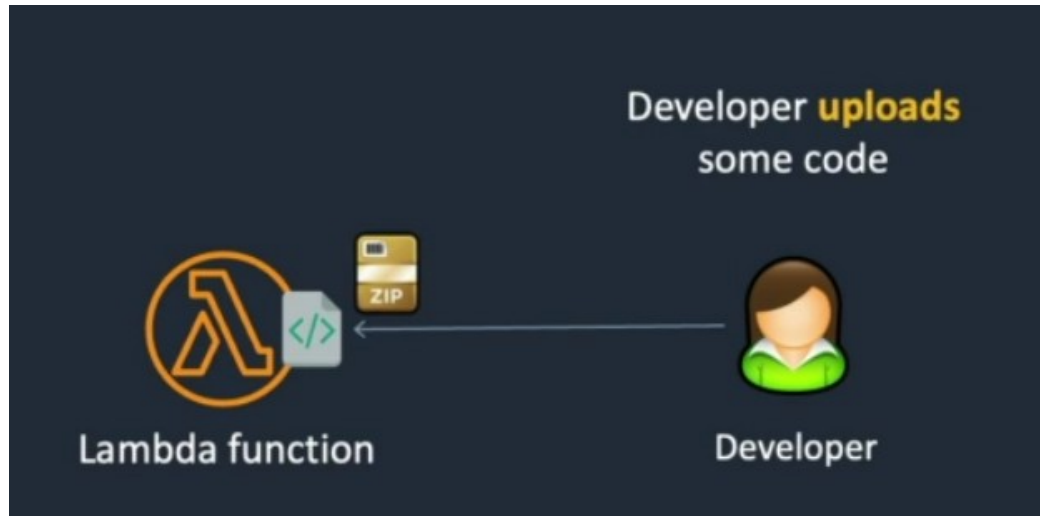 Developer uploads
some code
ZIP
</>
Lambda function
Developer